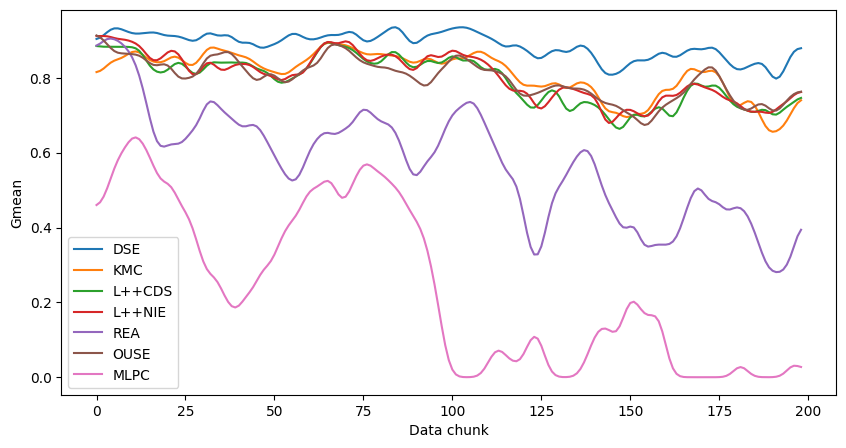 Gmean
0.8
0.6
0.4
0.2
0.0
DSE
KMC
L++CDS
L++NIE
REA
OUSE
MLPC
0 25 50 75 100 125 150 175 200
Data chunk